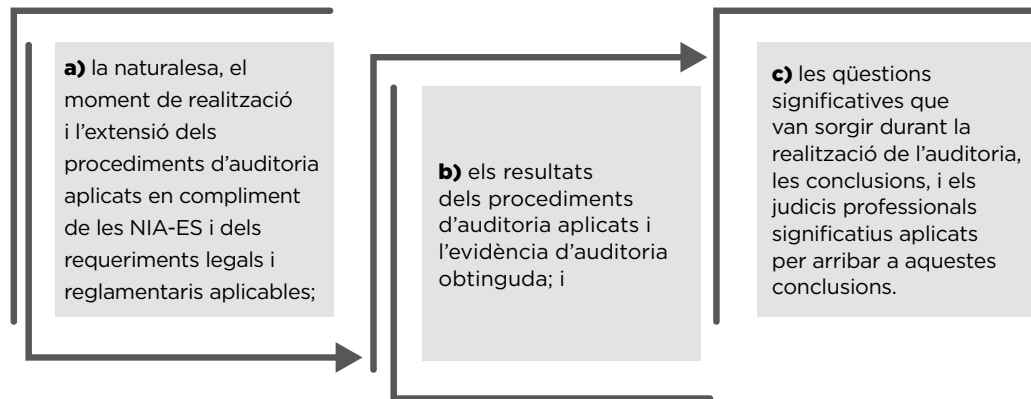 a) la naturalesa, el
moment de realització
i l’extensió dels
procediments d’auditoria
aplicats en compliment
de les NIA-ES i dels
requeriments legals i
reglamentaris aplicables;
b) els resultats
dels procediments
d’auditoria aplicats i
l’evidència d’auditoria
obtinguda; i
c) les qüestions
significatives que
van sorgir durant la
realització de l’auditoria,
les conclusions, i els
judicis professionals
significatius aplicats
per arribar a aquestes
conclusions.